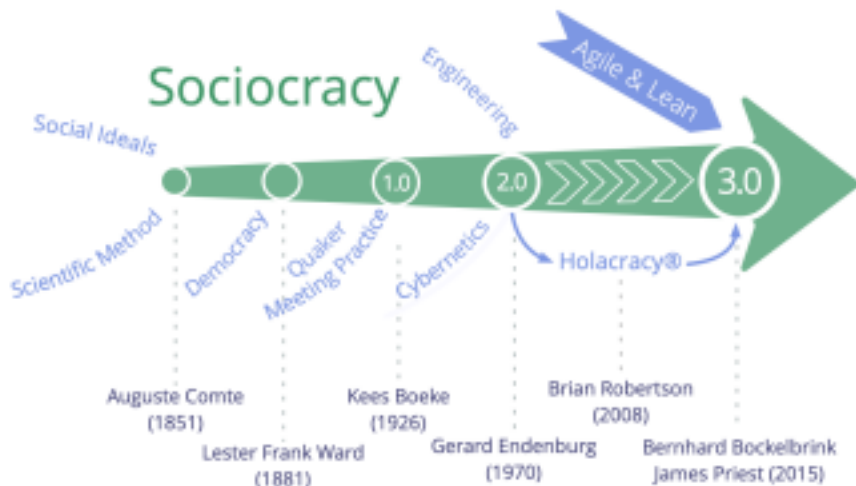 Sociocracy
Agile & Lean
Engineering
Social Ideals
1.0
2.0
3.0
Scientific Method
Democracy
Quaker
Meeting Practice
Cybernetics
Holacracy®
Auguste Comte
(1851)
Lester Frank Ward
(1881)
Kees Boeke
(1926)
Gerard Endenburg
(1970)
Brian Robertson
(2008)
Bernhard Bockelbrink
James Priest (2015)